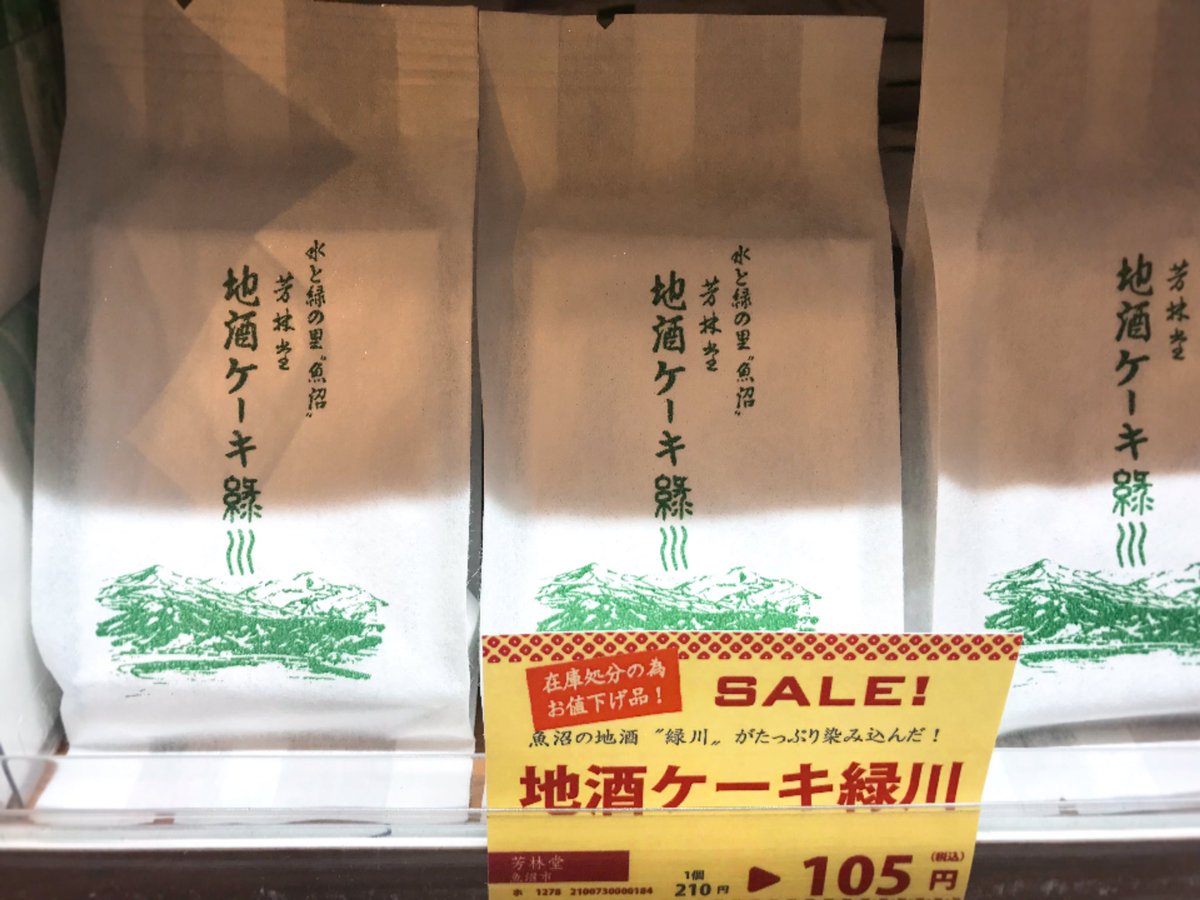 水と緑の里〝魚沼〟
芳林堂
地酒ケーキ緑川
水と緑の里〝魚沼〟
芳林堂
地酒ケーキ緑川
芳林堂
地酒ケーキ緑川
在庫処分の為
お値下げ品！
SALE!
魚沼の地酒〝緑川〟がたっぷり染み込んだ！
地酒ケーキ緑川
芳林堂
魚沼市
ホ 1278 2100730000184
1個
210円
▶
105円
(税込)